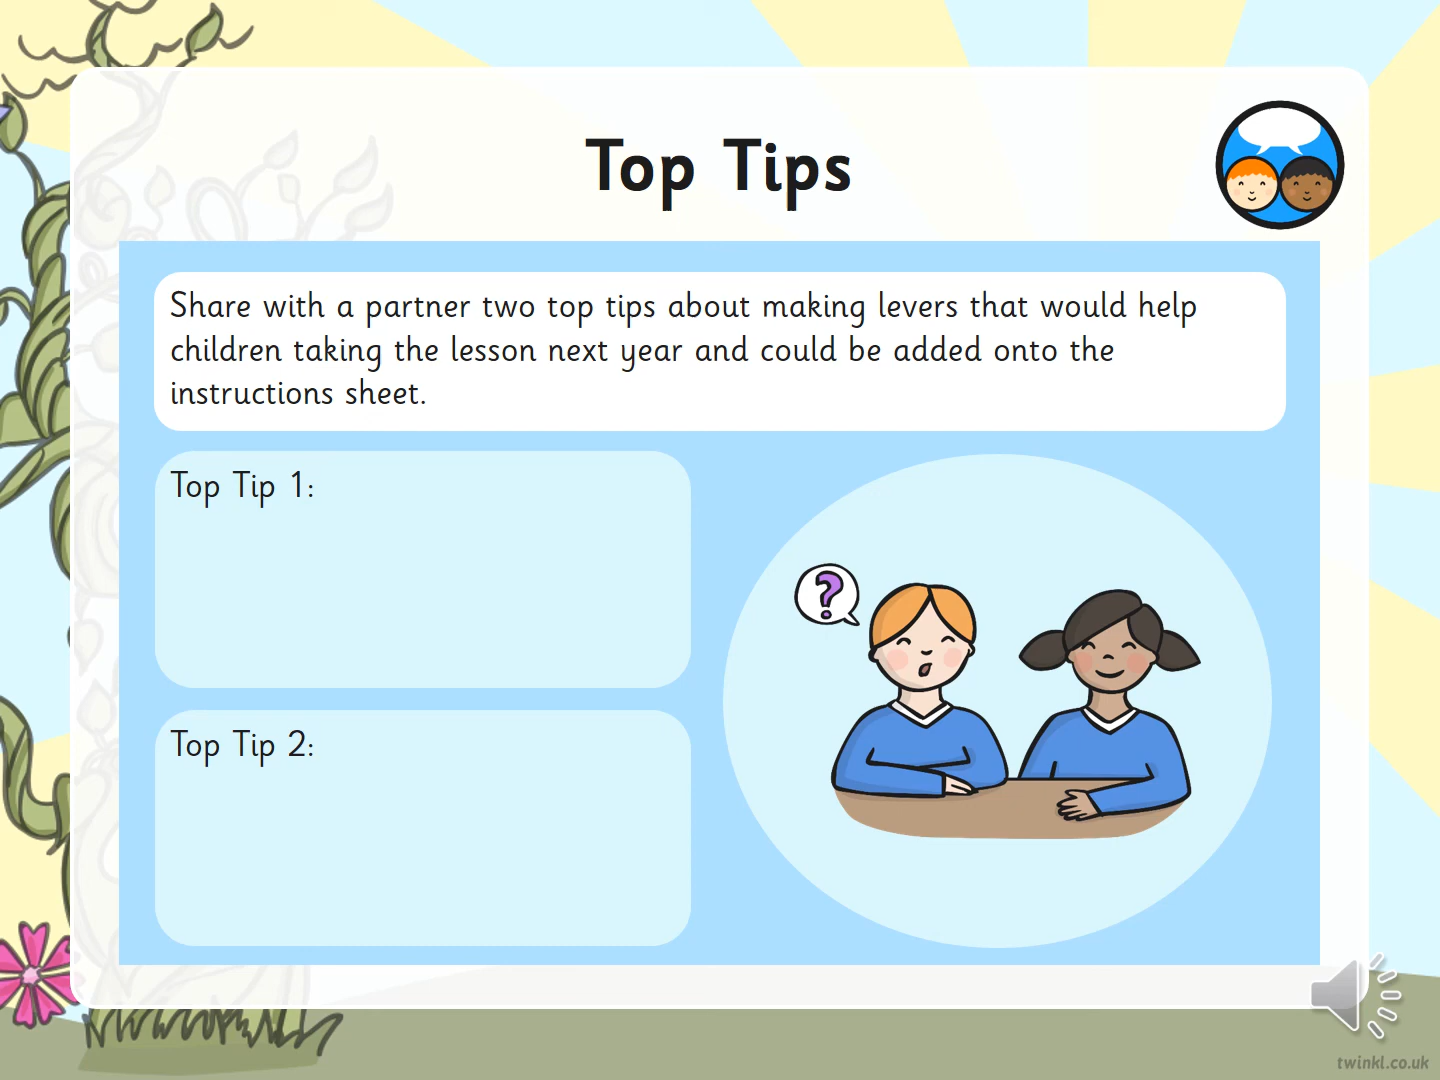 Top Tips
Share with a partner two top tips about making levers that would help
children taking the lesson next year and could be added onto the
instructions sheet.
Top Tip 1:
?
Top Tip 2:
twinkl.co.uk